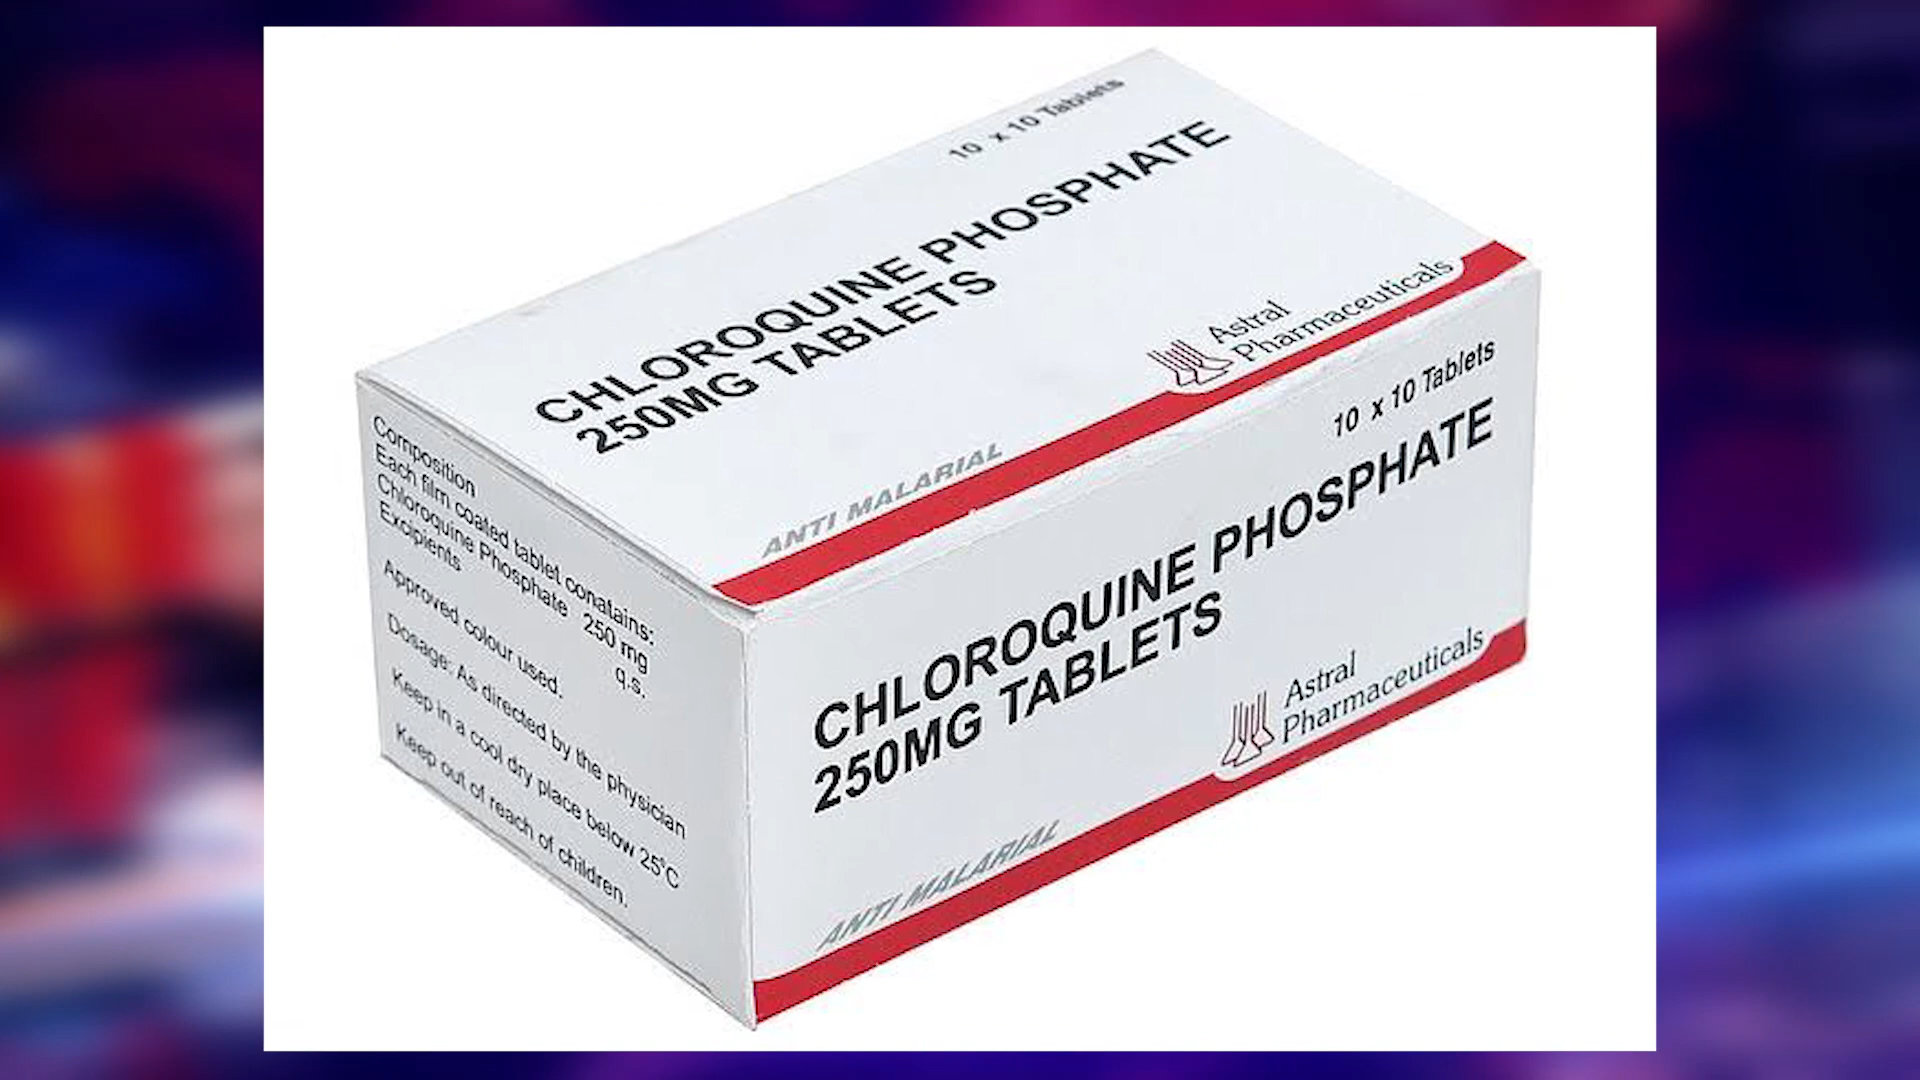 10 x 10 Tablets
CHLOROQUINE PHOSPHATE
250MG TABLETS
Astral
Pharmaceuticals
ANTI MALARIAL
Composition
Each film coated tablet conatains:
Chloroquine Phosphate 250 mg
Excipients q.s.
Approved colour used.
Dosage: As directed by the physician
Keep in a cool dry place below 25°C
Keep out of reach of children.
10 x 10 Tablets
CHLOROQUINE PHOSPHATE
250MG TABLETS
Astral
Pharmaceuticals
ANTI MALARIAL